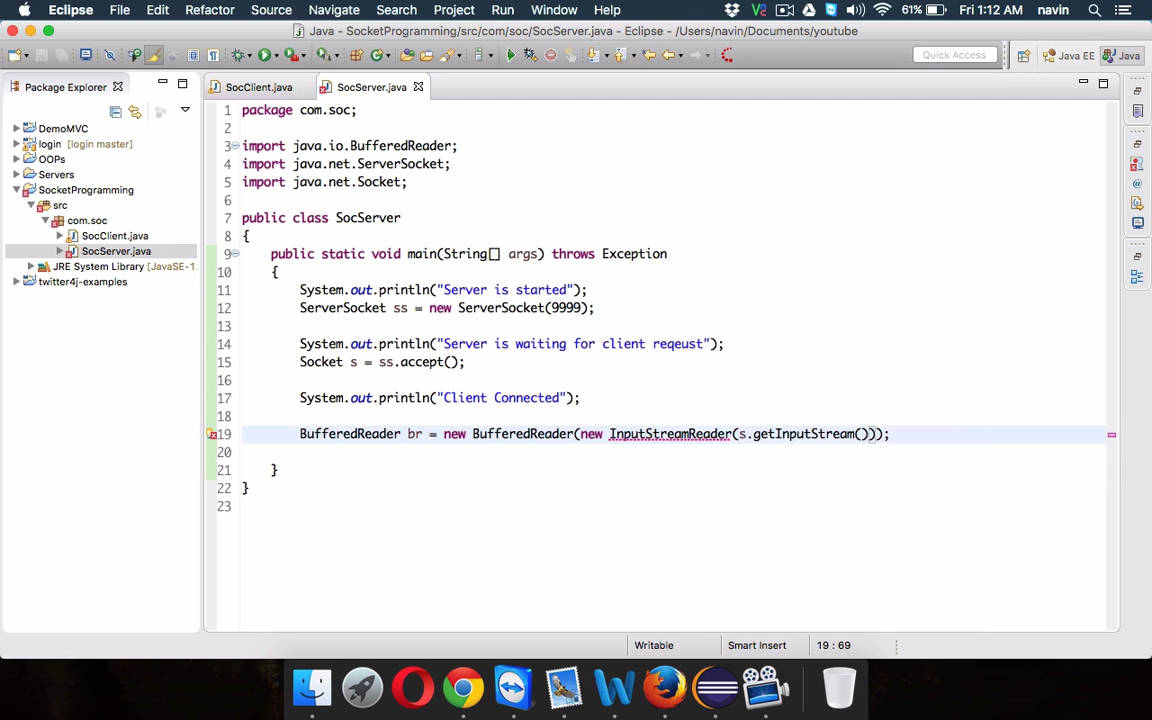 Eclipse File Edit Refactor Source Navigate Search Project Run Window Help 61% Fri 1:12 AM navin
Java - SocketProgramming/src/com/soc/SocServer.java - Eclipse - /Users/navin/Documents/youtube
Quick Access Java EE Java
Package Explorer SocClient.java SocServer.java
DemoMVC
login [login master]
OOPs
Servers
SocketProgramming
src
com.soc
SocClient.java
SocServer.java
JRE System Library [JavaSE-1.
twitter4j-examples
1 package com.soc;
2
3 import java.io.BufferedReader;
4 import java.net.ServerSocket;
5 import java.net.Socket;
6
7 public class SocServer
8 {
9 public static void main(String[] args) throws Exception
10 {
11 System.out.println("Server is started");
12 ServerSocket ss = new ServerSocket(9999);
13
14 System.out.println("Server is waiting for client reqeust");
15 Socket s = ss.accept();
16
17 System.out.println("Client Connected");
18
19 BufferedReader br = new BufferedReader(new InputStreamReader(s.getInputStream()));
20
21 }
22 }
23
Writable Smart Insert 19 : 69